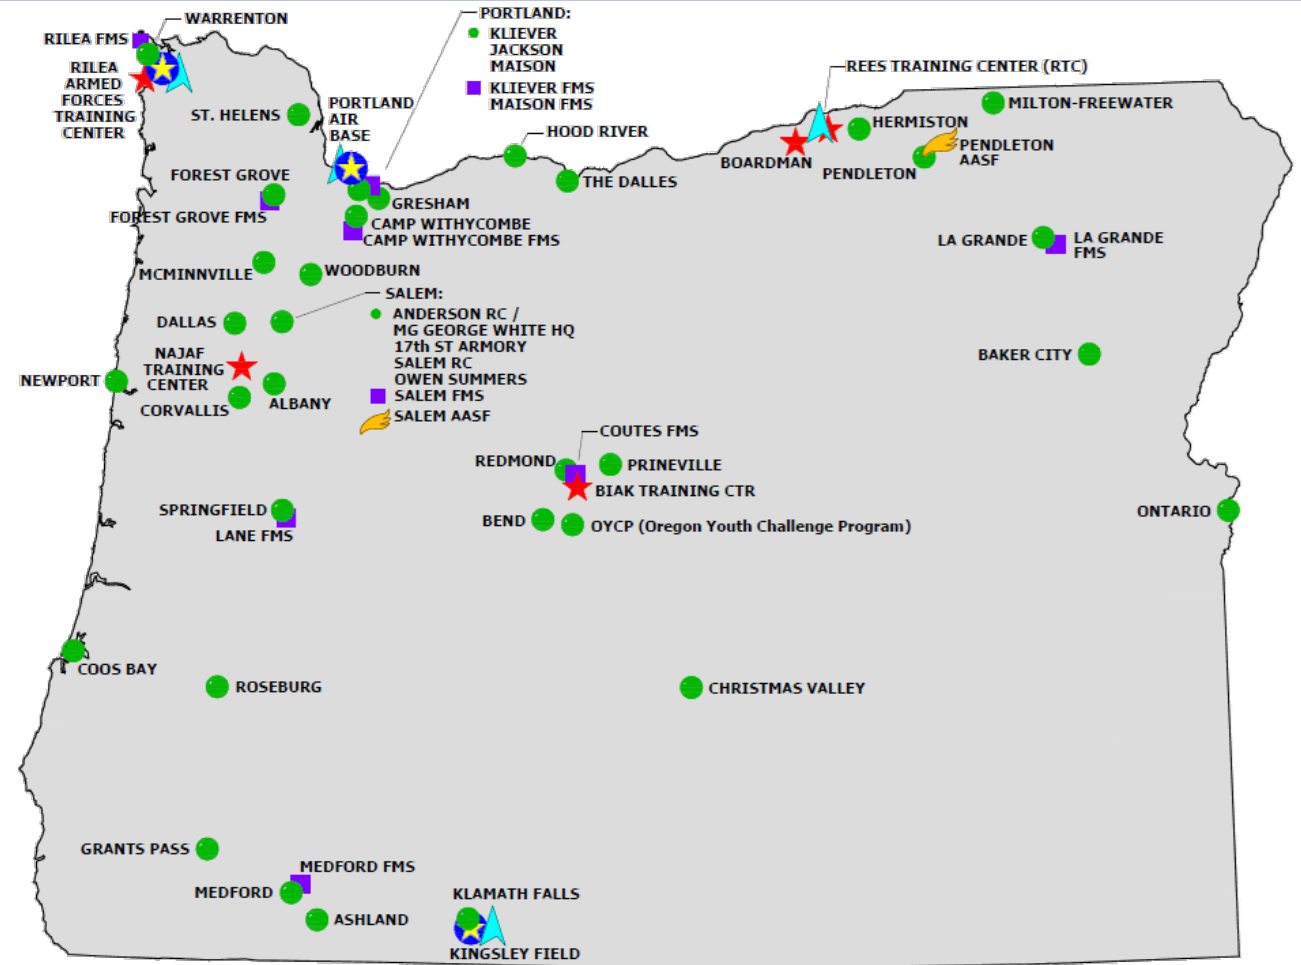 WARRENTON
RILEA FMS
RILEA
ARMED
FORCES
TRAINING
CENTER
PORTLAND:
KLIEVER
JACKSON
MAISON
KLIEVER FMS
MAISON FMS
REES TRAINING CENTER (RTC)
ST. HELENS
PORTLAND
AIR
BASE
HOOD RIVER
MILTON-FREEWATER
HERMISTON
BOARDMAN
PENDLETON
AASF
PENDLETON
FOREST GROVE
THE DALLES
FOREST GROVE FMS
GRESHAM
CAMP WITHYCOMBE
CAMP WITHYCOMBE FMS
LA GRANDE
LA GRANDE
FMS
MCMINNVILLE
WOODBURN
SALEM:
ANDERSON RC /
MG GEORGE WHITE HQ
17th ST ARMORY
SALEM RC
OWEN SUMMERS
SALEM FMS
SALEM AASF
DALLAS
NAJAF
TRAINING
CENTER
BAKER CITY
NEWPORT
CORVALLIS
ALBANY
COUTES FMS
REDMOND
PRINEVILLE
BIAK TRAINING CTR
SPRINGFIELD
LANE FMS
BEND
OYCP (Oregon Youth Challenge Program)
ONTARIO
COOS BAY
ROSEBURG
CHRISTMAS VALLEY
GRANTS PASS
MEDFORD FMS
MEDFORD
ASHLAND
KLAMATH FALLS
KINGSLEY FIELD